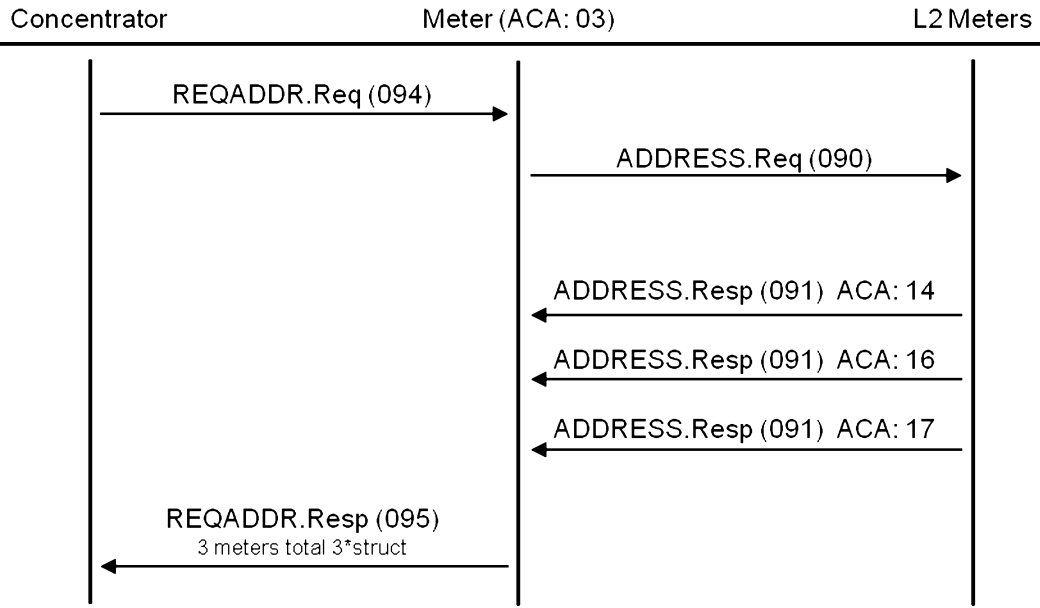 Concentrator Meter (ACA: 03) L2 Meters
REQADDR.Req (094)
ADDRESS.Req (090)
ADDRESS.Resp (091) ACA: 14
ADDRESS.Resp (091) ACA: 16
ADDRESS.Resp (091) ACA: 17
REQADDR.Resp (095)
3 meters total 3*struct